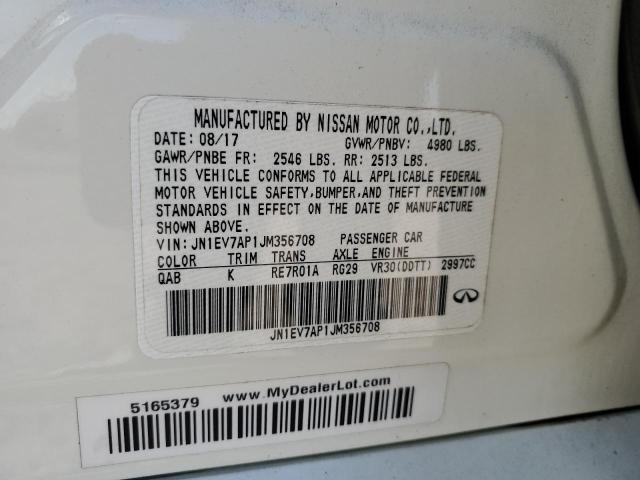 MANUFACTURED BY NISSAN MOTOR CO.,LTD.
DATE: 08/17 GVWR/PNBV: 4980 LBS.
GAWR/PNBE FR: 2546 LBS. RR: 2513 LBS.
THIS VEHICLE CONFORMS TO ALL APPLICABLE FEDERAL
MOTOR VEHICLE SAFETY,BUMPER,AND THEFT PREVENTION
STANDARDS IN EFFECT ON THE DATE OF MANUFACTURE
SHOWN ABOVE.
VIN: JN1EV7AP1JM356708 PASSENGER CAR
COLOR TRIM TRANS AXLE ENGINE
QAB K RE7R01A RG29 VR30(DDTT) 2997CC
JN1EV7AP1JM356708
5165379 www.MyDealerLot.com